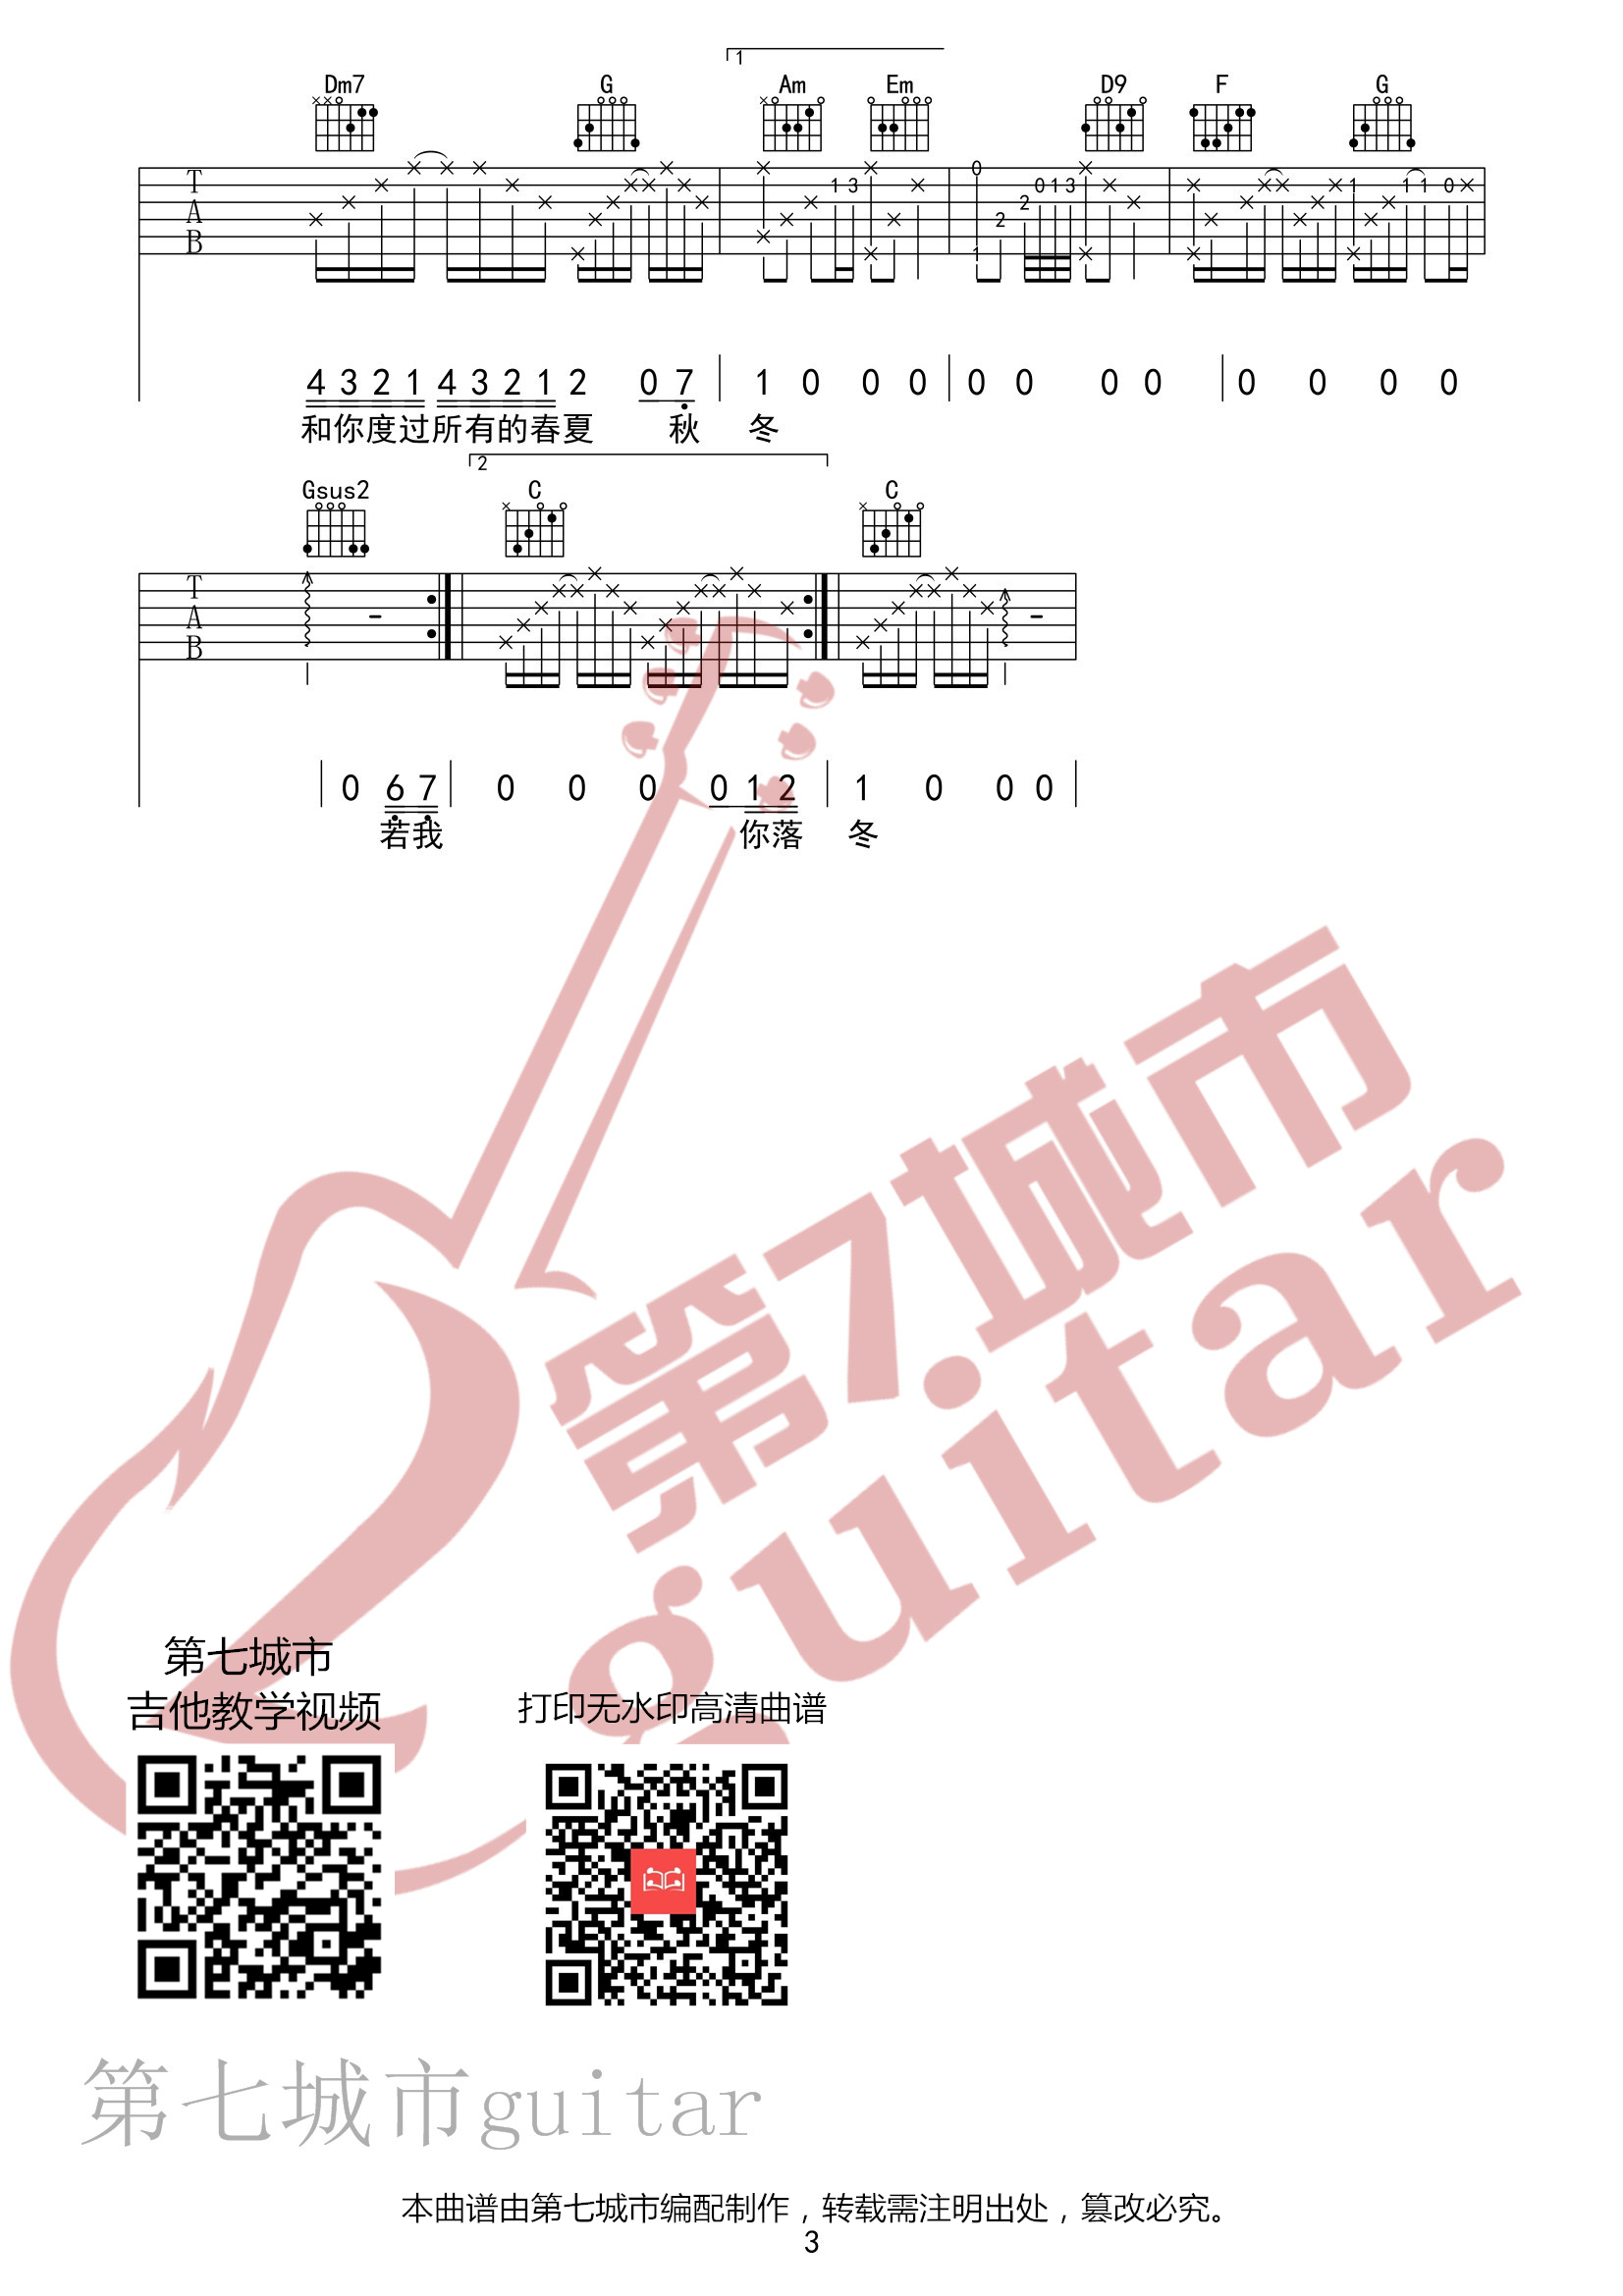 1
Dm7 G Am Em D9 F G
T
A
B
1 3 0 1 2 2 0 1 3 1 1 1 0
4 3 2 1 4 3 2 1 2 0 7 1 0 0 0 0 0 0 0 0 0 0 0
和你度过所有的春夏 秋 冬
2
Gsus2 C C
T
A
B
0 6 7 0 0 0 0 1 2 1 0 0 0
若我 你落 冬
第7城市
guitar
第七城市
吉他教学视频
打印无水印高清曲谱
第七城市guitar
本曲谱由第七城市编配制作，转载需注明出处，篡改必究。
3